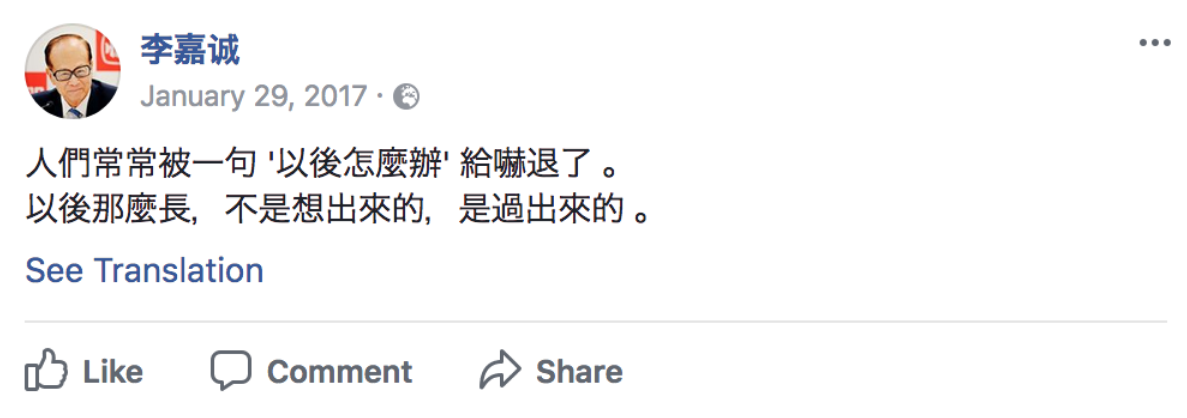 李嘉诚
January 29, 2017 ·
人們常常被一句 '以後怎麼辦' 給嚇退了 。
以後那麼長, 不是想出來的, 是過出來的 。
See Translation
Like Comment Share